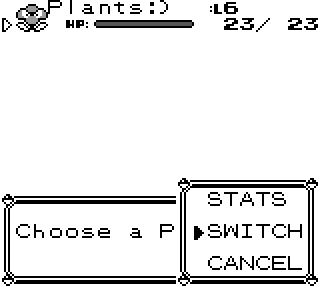 Plants:)
:L6
HP:
23/ 23
STATS
Choose a P
SWITCH
CANCEL